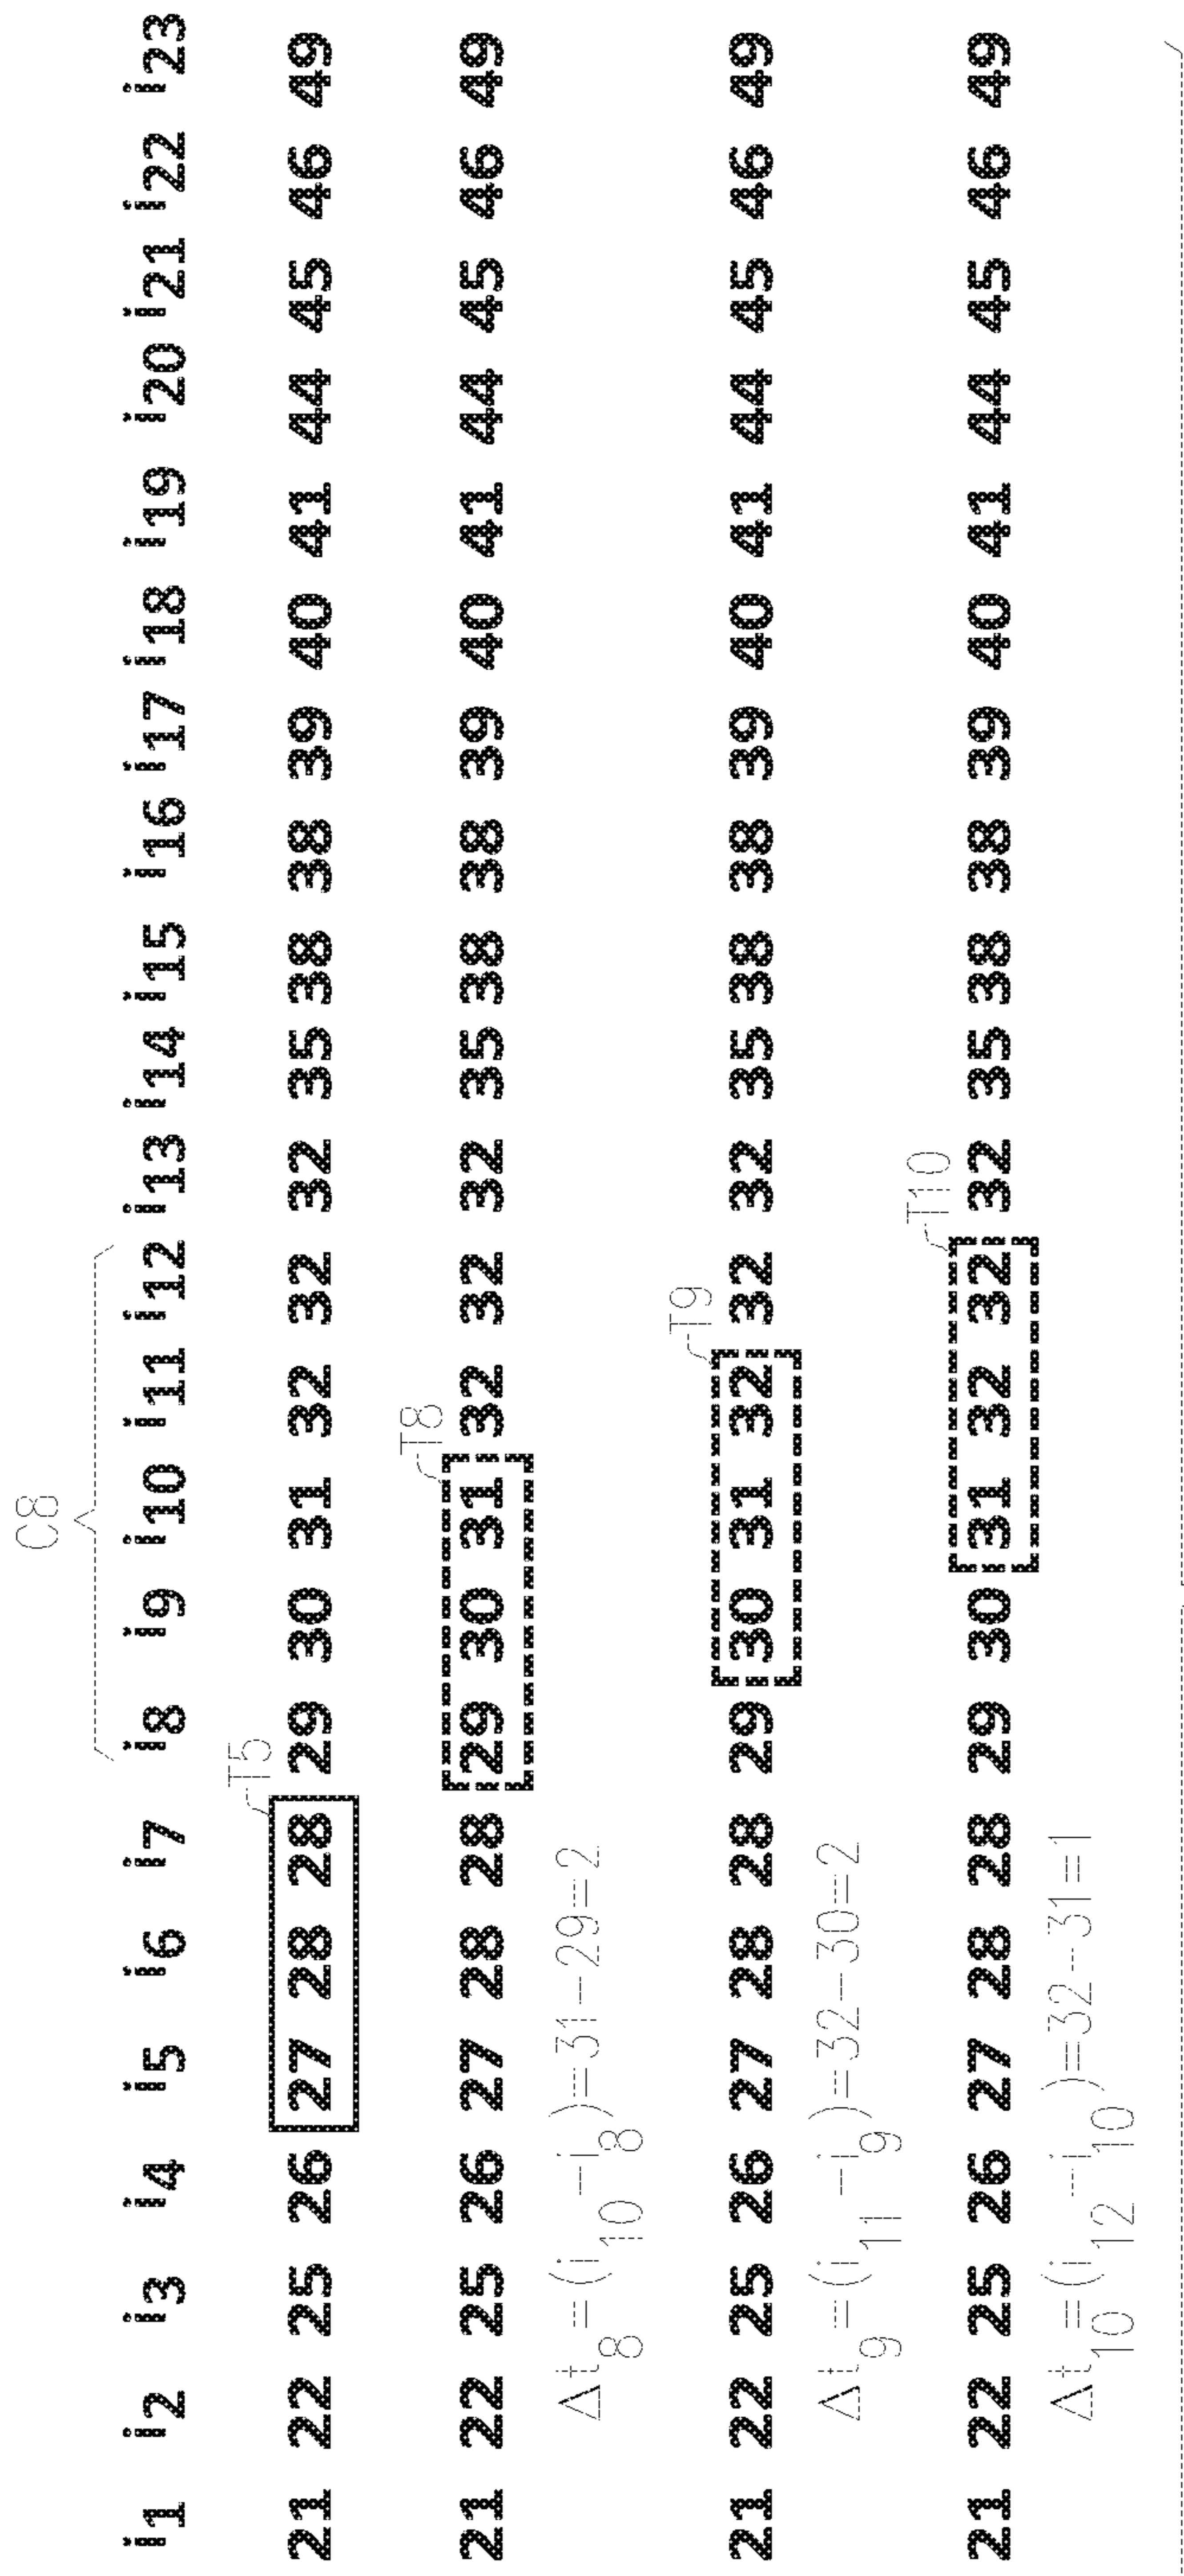 C8
i1 i2 i3 i4 i5 i6 i7 i8 i9 i10 i11 i12 i13 i14 i15 i16 i17 i18 i19 i20 i21 i22 i23
T5
21 22 25 26 27 28 28 29 30 31 32 32 32 35 38 38 39 40 41 44 45 46 49
T8
21 22 25 26 27 28 28 29 30 31 32 32 32 35 38 38 39 40 41 44 45 46 49
Δt8=(i10-i8)=31-29=2
T9
21 22 25 26 27 28 28 29 30 31 32 32 32 35 38 38 39 40 41 44 45 46 49
Δt9=(i11-i9)=32-30=2
T10
21 22 25 26 27 28 28 29 30 31 32 32 32 35 38 38 39 40 41 44 45 46 49
Δt10=(i12-i10)=32-31=1